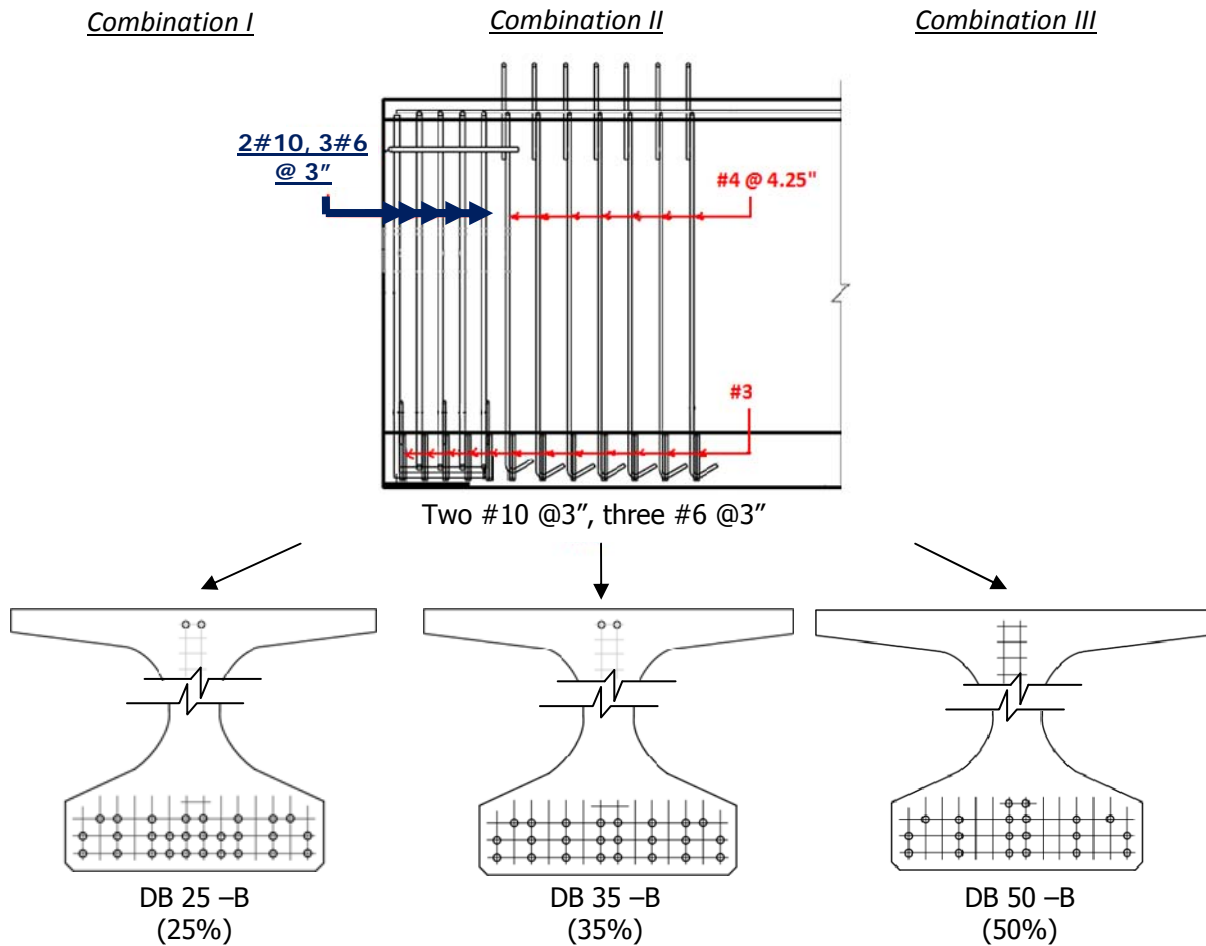 Combination I
Combination II
Combination III
2#10, 3#6
@ 3”
#4 @ 4.25"
#3
Two #10 @3”, three #6 @3”
DB 25 –B
(25%)
DB 35 –B
(35%)
DB 50 –B
(50%)